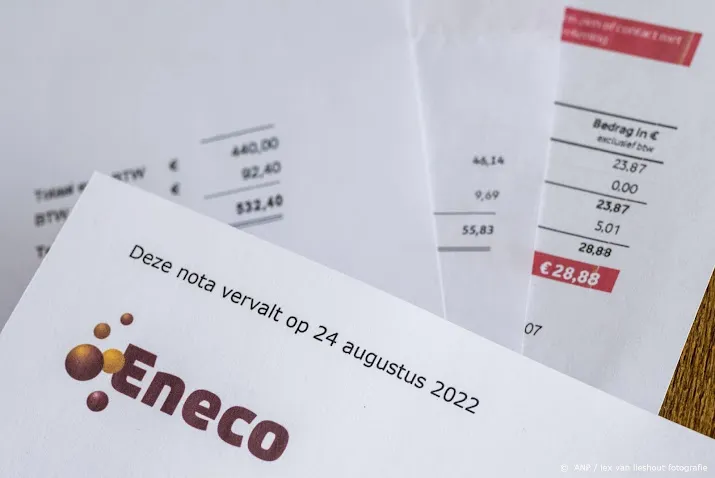 440,00
€
92,40
BTW
€
532,40
46,14
9,69
55,83
Bedrag in €
exclusief btw
23,87
0,00
23,87
5,01
28,88
€ 28,88
07
Deze nota vervalt op 24 augustus 2022
Eneco
© ANP / lex van lieshout fotografie